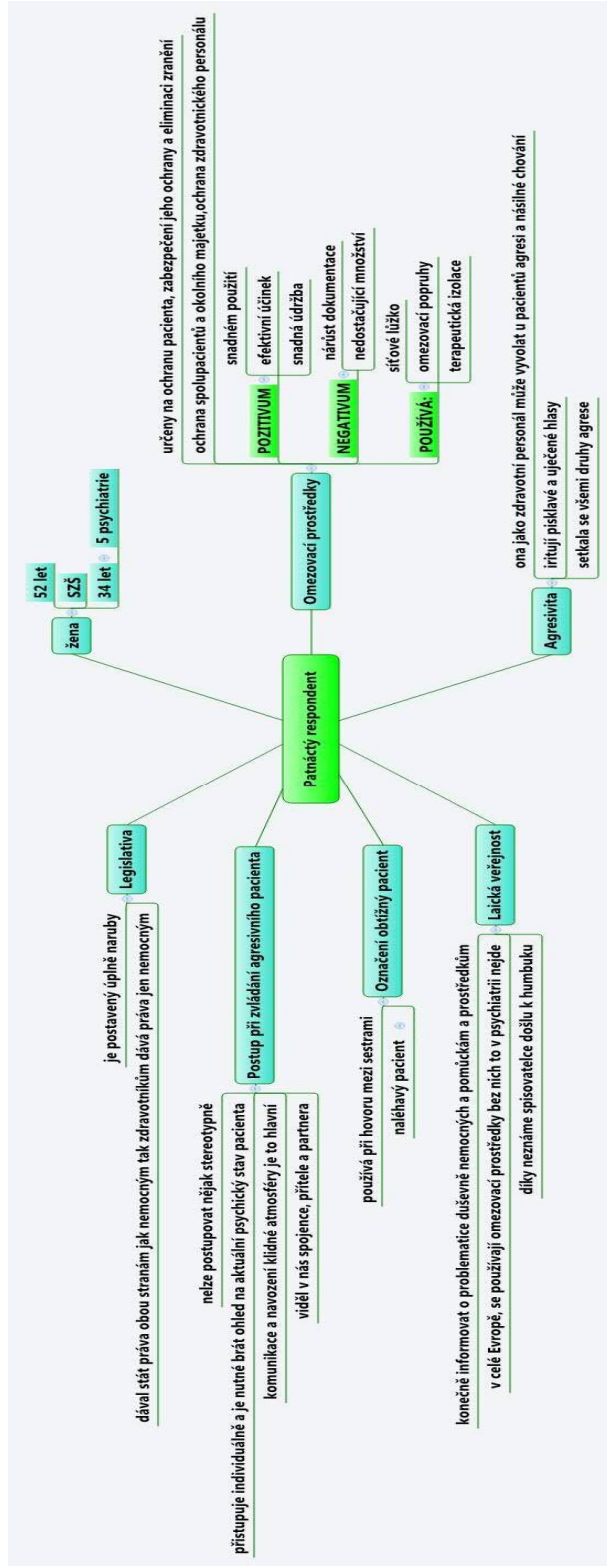 Patnáctý respondent
žena
52 let
SZŠ
34 let
5 psychiatrie
Omezovací prostředky
určeny na ochranu pacienta, zabezpečení jeho ochrany a eliminaci zranění
ochrana spolupacientů a okolního majetku,ochrana zdravotnického personálu
POZITIVUM
snadném použití
efektivní účinek
snadná údržba
NEGATIVUM
nárůst dokumentace
nedostačující množství
POUŽÍVÁ:
síťové lůžko
omezovací popruhy
terapeutická izolace
Agresivita
ona jako zdravotní personál může vyvolat u pacientů agresi a násilné chování
iritují pisklavé a uječené hlasy
setkala se všemi druhy agrese
Legislativa
je postavený úplně naruby
dával stát práva obou stranám jak nemocným tak zdravotníkům dává práva jen nemocným
Postup při zvládání agresivního pacienta
nelze postupovat nějak stereotypně
přistupuje individuálně a je nutné brát ohled na aktuální psychický stav pacienta
komunikace a navození klidné atmosféry je to hlavní
viděl v nás spojence, přítele a partnera
Označení obtížný pacient
používá při hovoru mezi sestrami
naléhavý pacient
Laická veřejnost
konečně informovat o problematice duševně nemocných a pomůckám a prostředkům
v celé Evropě, se používají omezovací prostředky bez nich to v psychiatrii nejde
díky neznáme spisovatelce došlu k humbuku